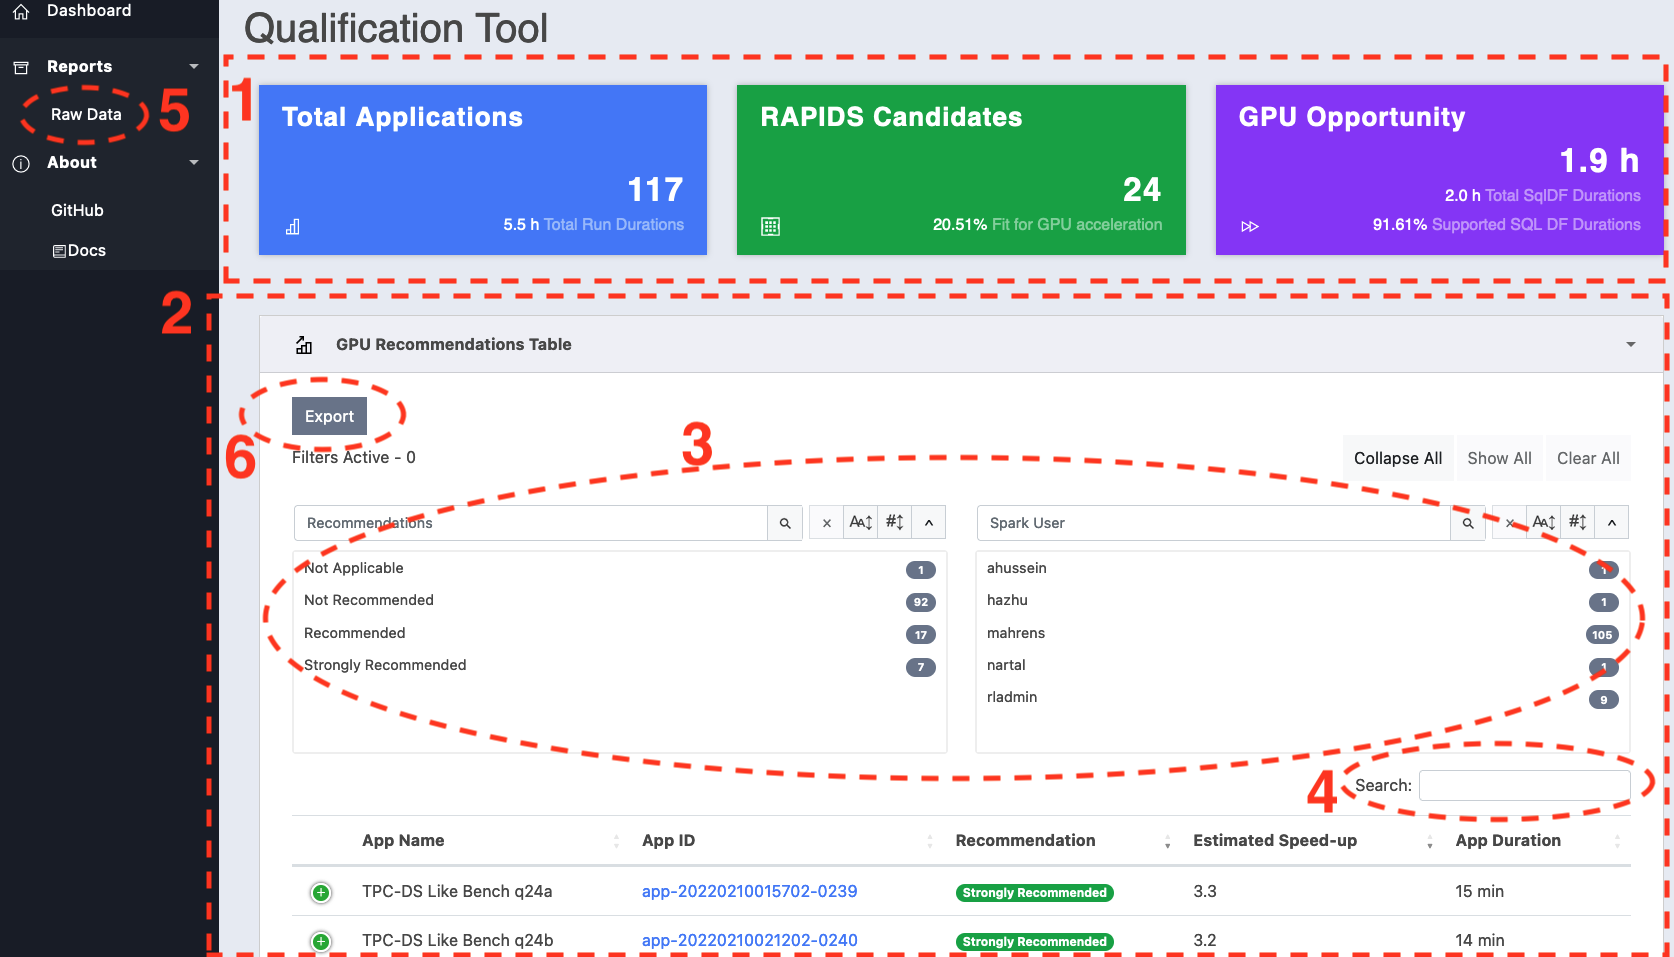 Dashboard
Reports
Raw Data
5
About
GitHub
Docs
Qualification Tool
1
Total Applications
117
5.5 h Total Run Durations
RAPIDS Candidates
24
20.51% Fit for GPU acceleration
GPU Opportunity
1.9 h
2.0 h Total SqlDF Durations
91.61% Supported SQL DF Durations
2
GPU Recommendations Table
Export
6
Filters Active - 0
3
Collapse All Show All Clear All
Recommendations
Not Applicable 1
Not Recommended 92
Recommended 17
Strongly Recommended 7
Spark User
ahussein 1
hazhu 1
mahrens 105
nartal 1
rladmin 9
4
Search:
App Name App ID Recommendation Estimated Speed-up App Duration
TPC-DS Like Bench q24a app-20220210015702-0239 Strongly Recommended 3.3 15 min
TPC-DS Like Bench q24b app-20220210021202-0240 Strongly Recommended 3.2 14 min